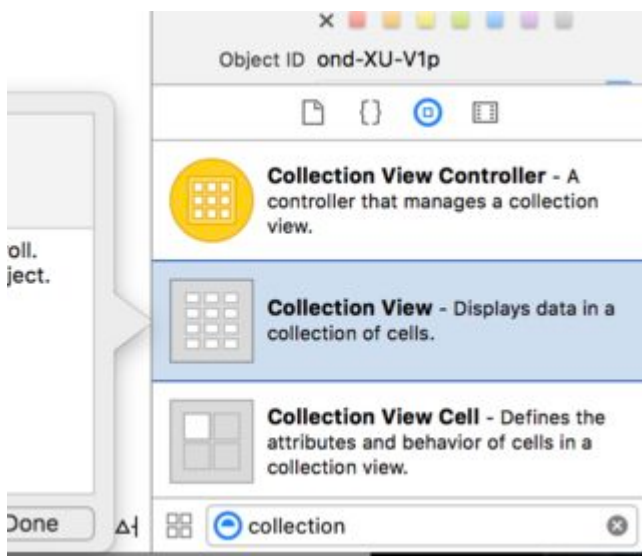 Object ID ond-XU-V1p
Collection View Controller - A
controller that manages a collection
view.
oll.
ject.
Collection View - Displays data in a
collection of cells.
Collection View Cell - Defines the
attributes and behavior of cells in a
collection view.
Done
collection